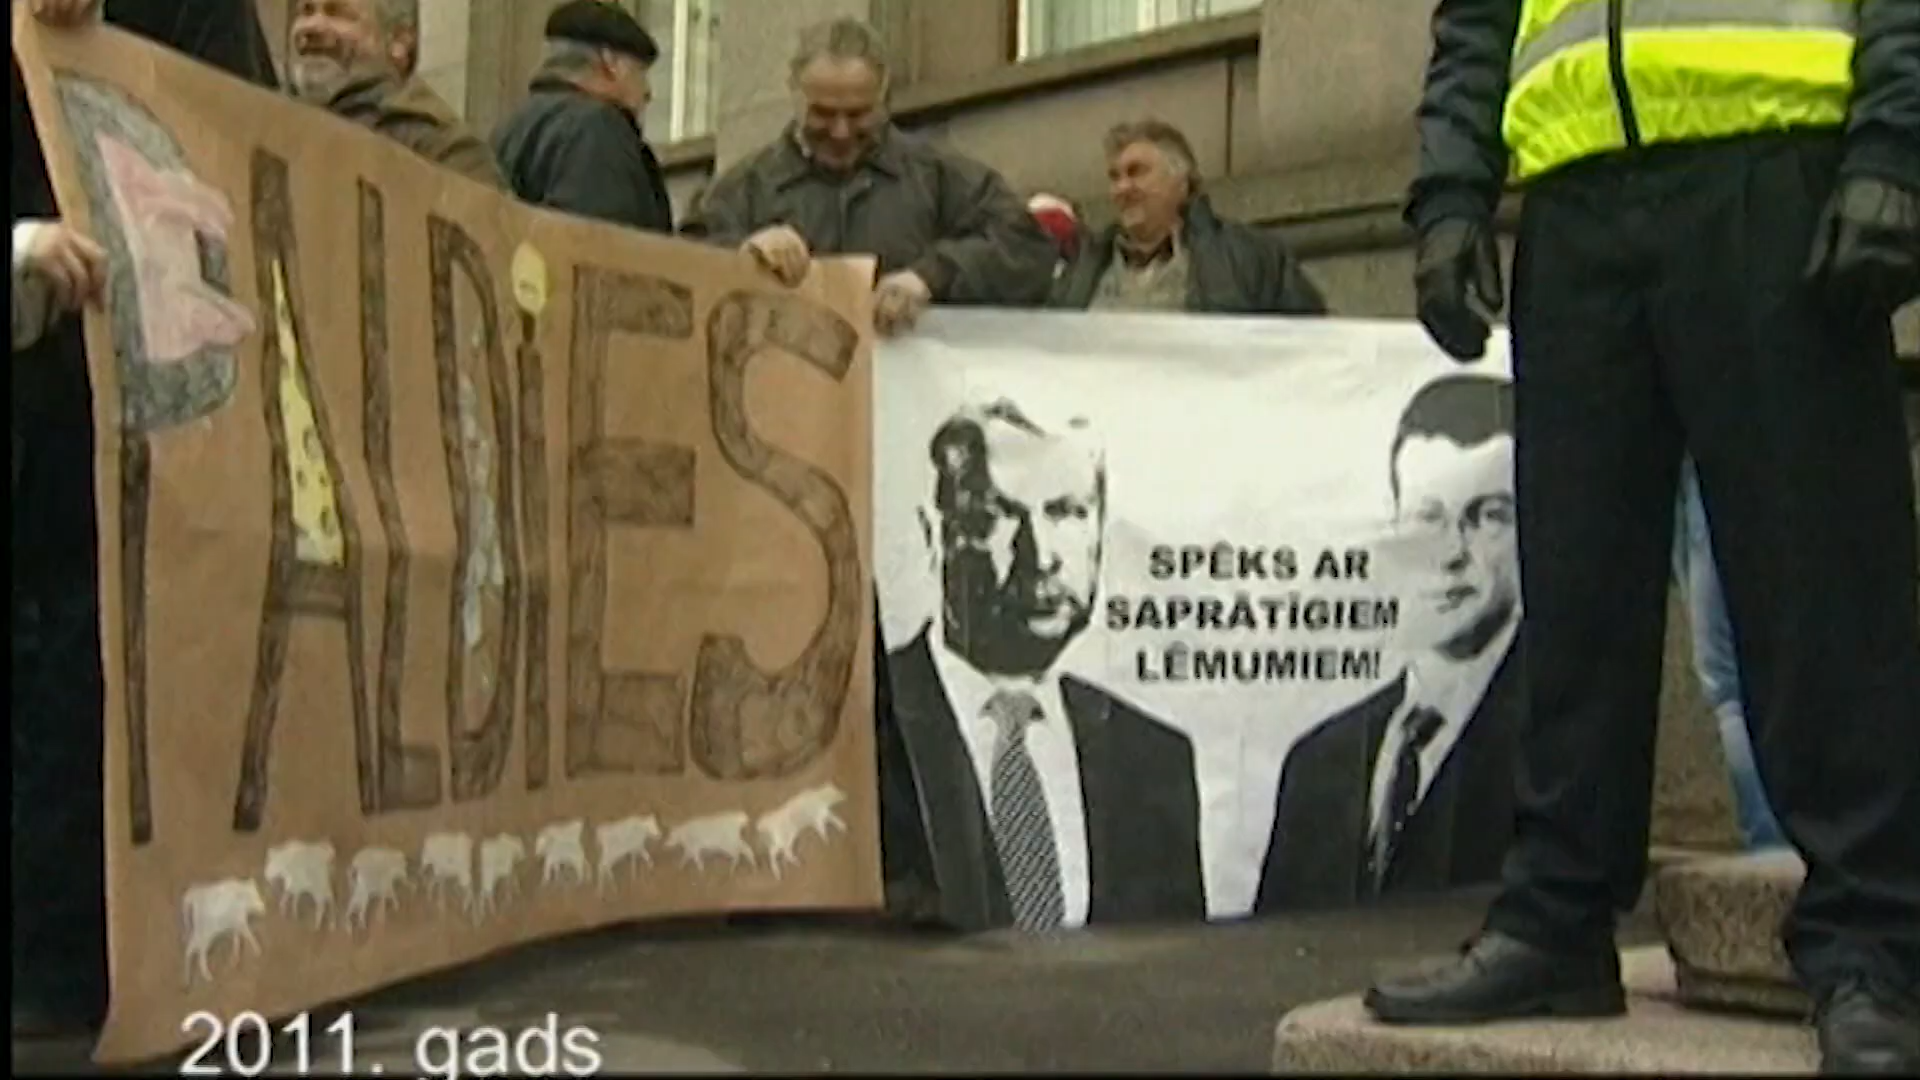 PALDIES
SPĒKS AR
SAPRĀTĪGIEM
LĒMUMIEM!
2011. gads